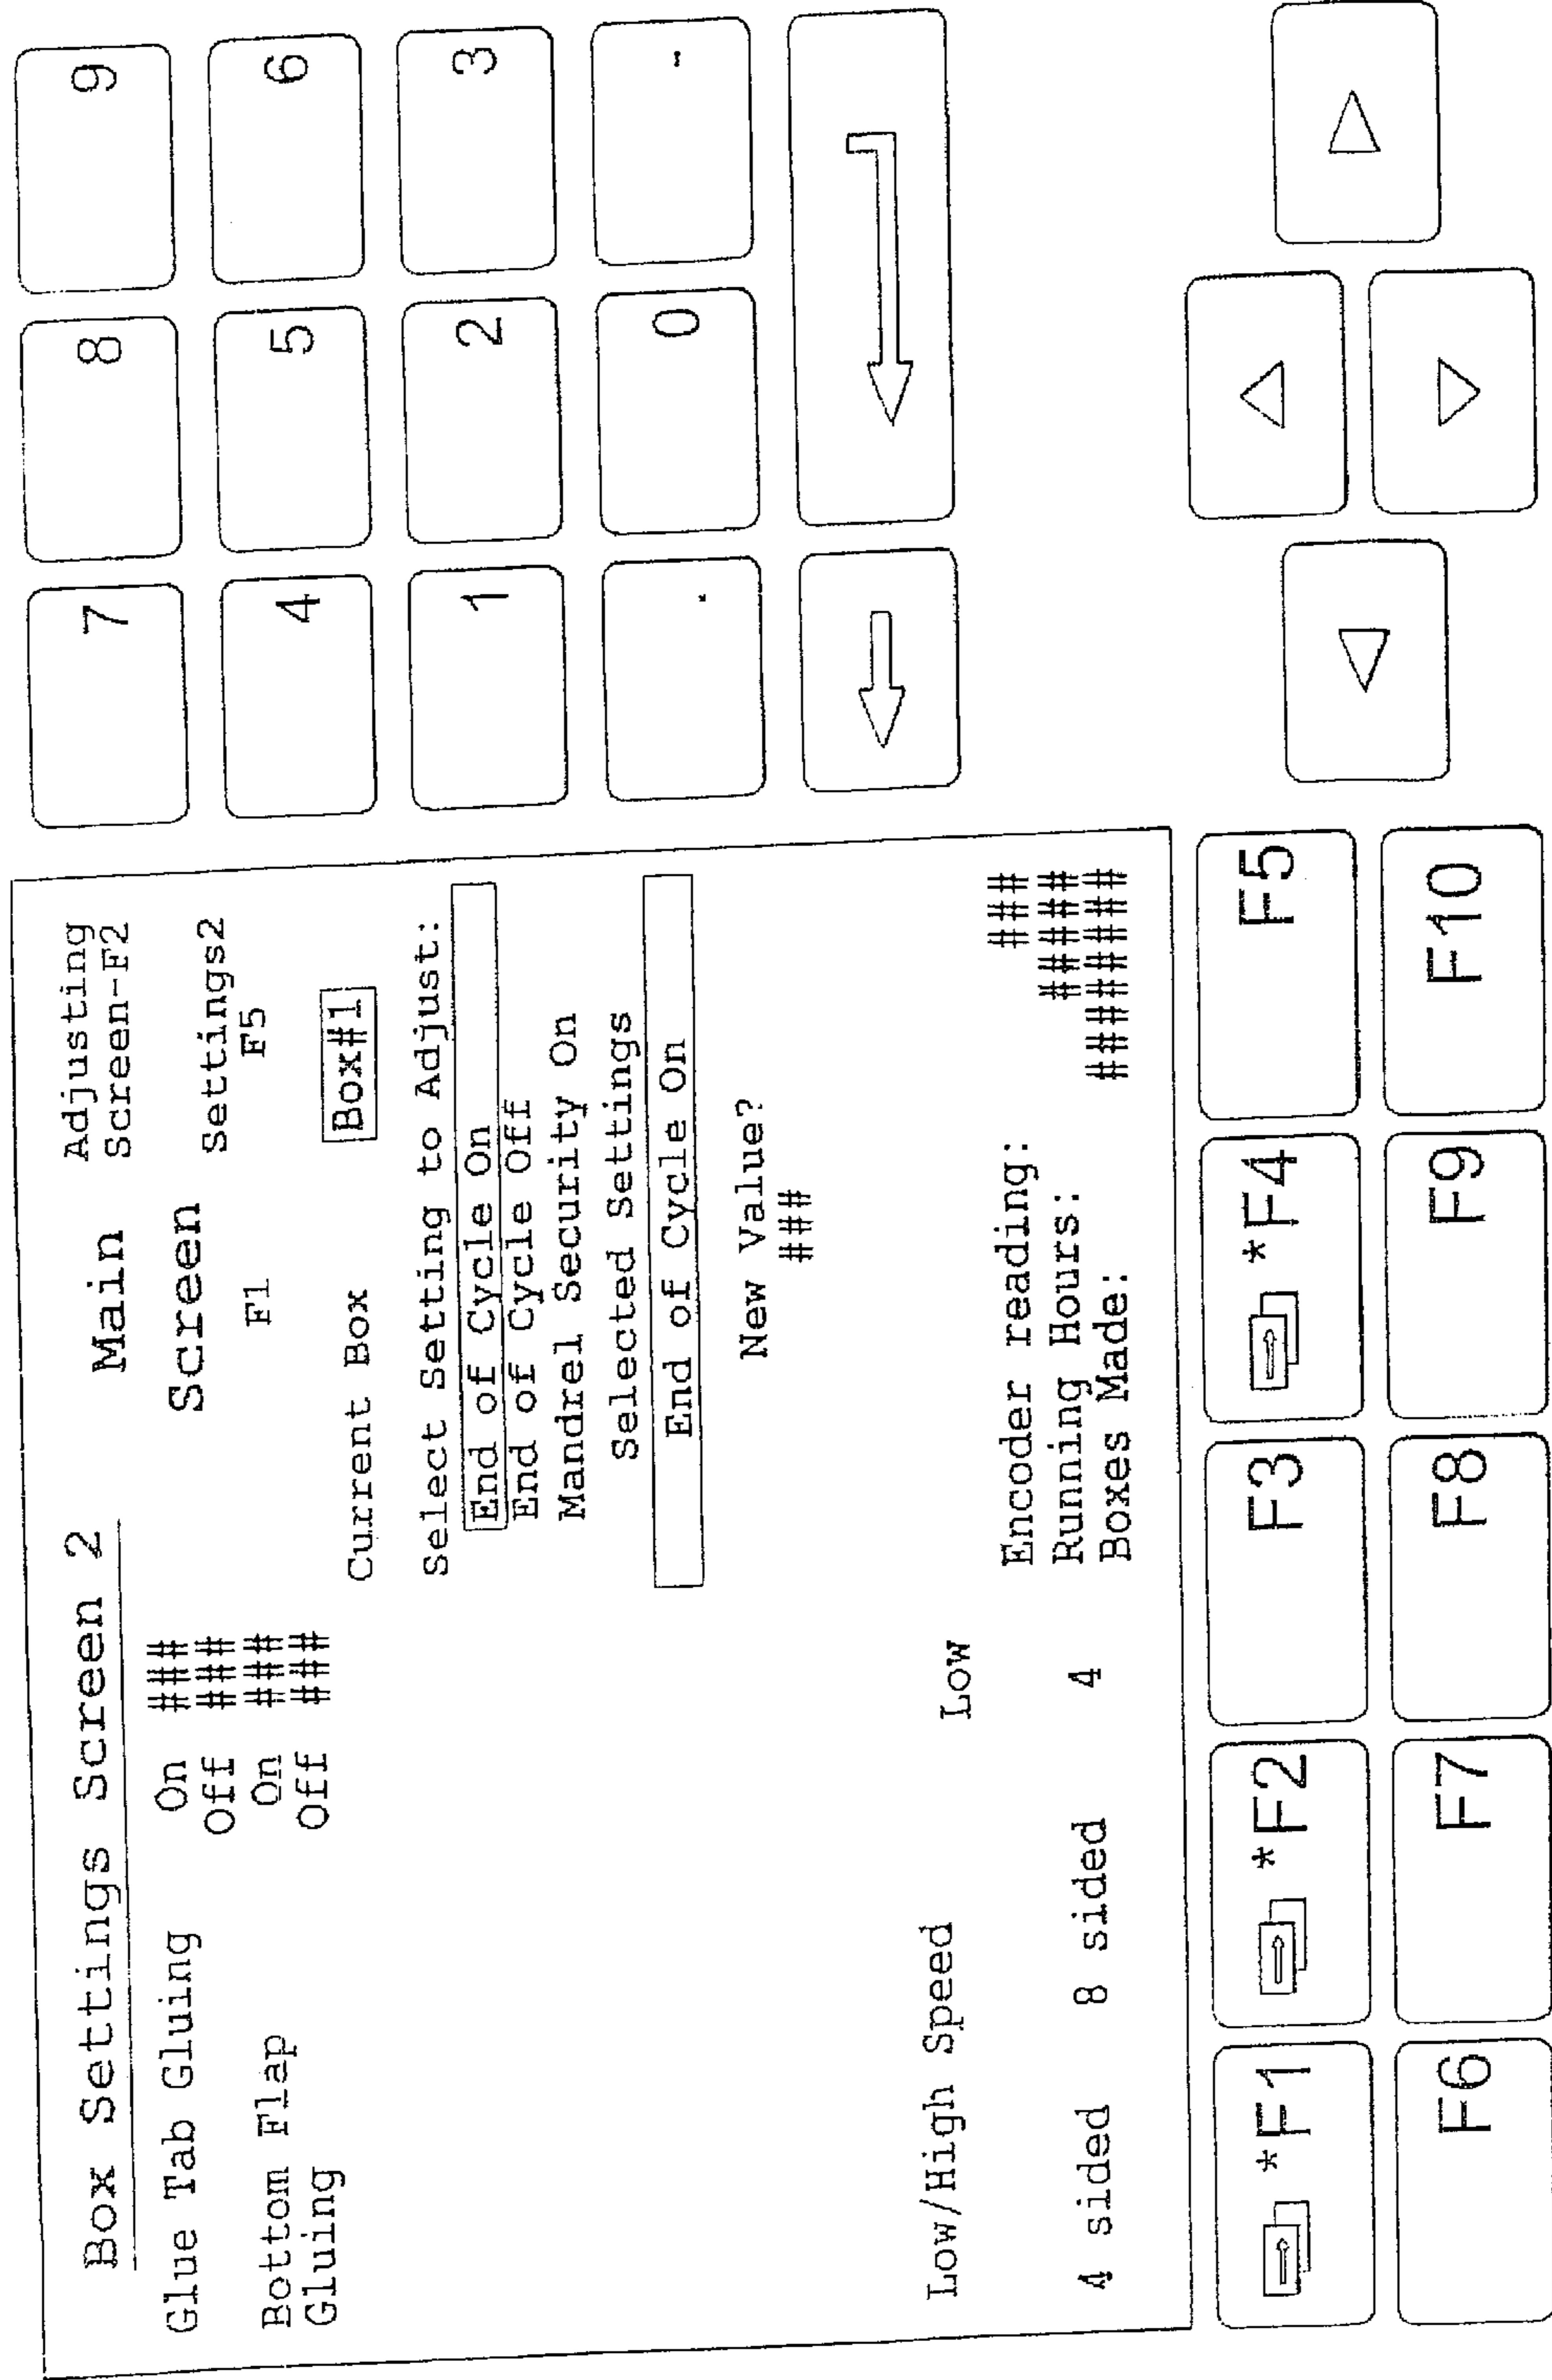 Box Settings Screen 2
Glue Tab Gluing On ###
Off ###
Bottom Flap On ###
Gluing Off ###
Low/High Speed Low
4 sided 8 sided 4
Main
Screen
F1
Adjusting
Screen-F2
Settings2
F5
Current Box Box#1
Select Setting to Adjust:
End of Cycle On
End of Cycle Off
Mandrel Security On
Selected Settings
End of Cycle On
New Value?
###
Encoder reading: ###
Running Hours: #####
Boxes Made: ########
7 8 9
4 5 6
1 2 3
. 0 -
*F1 *F2 F3 *F4 F5
F6 F7 F8 F9 F10